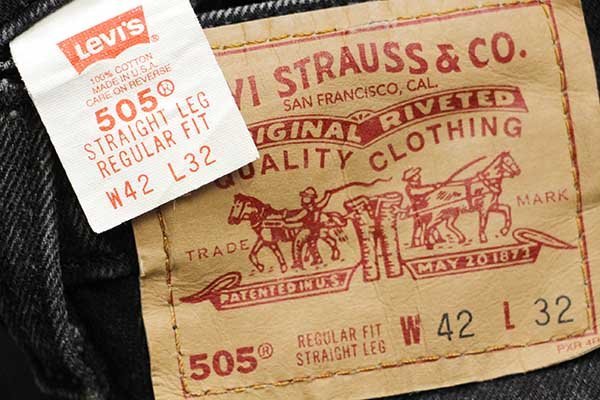 Levi's
100% COTTON
MADE IN U.S.A.
CARE ON REVERSE
505®
STRAIGHT LEG
REGULAR FIT
W42 L32
VI STRAUSS & CO.
SAN FRANCISCO, CAL.
ORIGINAL RIVETED
QUALITY CLOTHING
TRADE MARK
PATENTED IN U.S. MAY 20 1873
505® REGULAR FIT W 42 L 32
STRAIGHT LEG